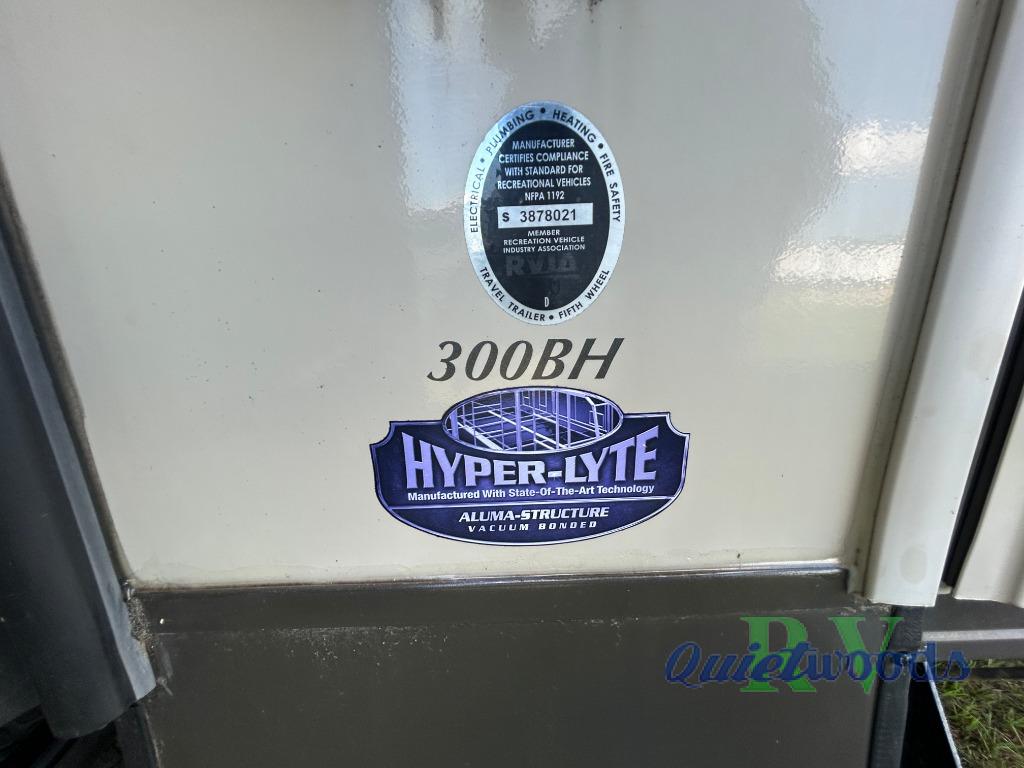 ELECTRICAL • PLUMBING • HEATING • FIRE SAFETY
MANUFACTURER
CERTIFIES COMPLIANCE
WITH STANDARD FOR
RECREATIONAL VEHICLES
NFPA 1192
S 3878021
MEMBER
RECREATION VEHICLE
INDUSTRY ASSOCIATION
RVIA
D
TRAVEL TRAILER • FIFTH WHEEL
300BH
HYPER-LYTE
Manufactured With State-Of-The-Art Technology
ALUMA-STRUCTURE
VACUUM BONDED
Quietwoods RV